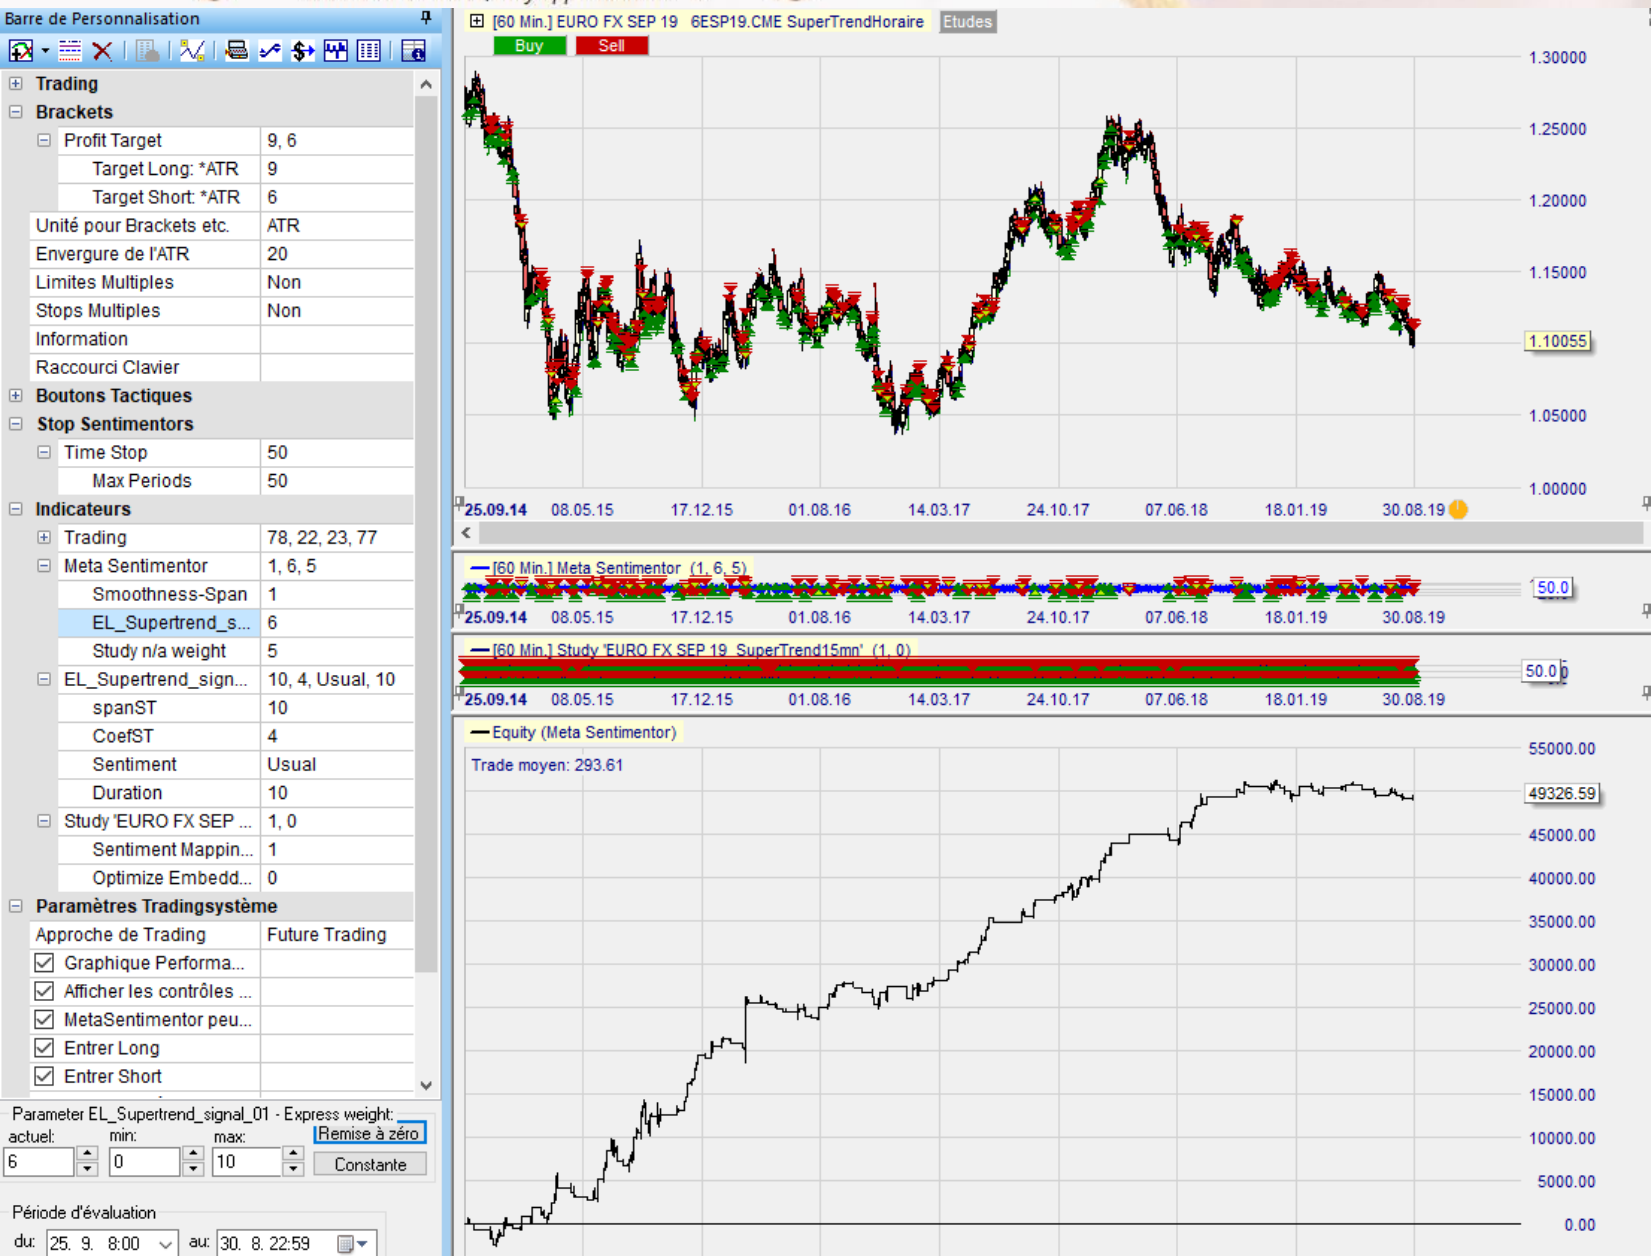 Barre de Personnalisation
Trading
Brackets
Profit Target 9, 6
Target Long: *ATR 9
Target Short: *ATR 6
Unité pour Brackets etc. ATR
Envergure de l'ATR 20
Limites Multiples Non
Stops Multiples Non
Information
Raccourci Clavier
Boutons Tactiques
Stop Sentimentors
Time Stop 50
Max Periods 50
Indicateurs
Trading 78, 22, 23, 77
Meta Sentimentor 1, 6, 5
Smoothness-Span 1
EL_Supertrend_s... 6
Study n/a weight 5
EL_Supertrend_sign... 10, 4, Usual, 10
spanST 10
CoefST 4
Sentiment Usual
Duration 10
Study 'EURO FX SEP ... 1, 0
Sentiment Mappin... 1
Optimize Embedd... 0
Paramètres Tradingsystème
Approche de Trading Future Trading
Graphique Performa...
Afficher les contrôles ...
MetaSentimentor peu...
Entrer Long
Entrer Short
Parameter EL_Supertrend_signal_01 - Express weight:
actuel: min: max: Remise à zéro
6 0 10 Constante
Période d'évaluation
du: 25. 9. 8:00 au: 30. 8. 22:59
[60 Min.] EURO FX SEP 19 6ESP19.CME SuperTrendHoraire Etudes
Buy Sell
1.30000
1.25000
1.20000
1.15000
1.10055
1.05000
1.00000
25.09.14 08.05.15 17.12.15 01.08.16 14.03.17 24.10.17 07.06.18 18.01.19 30.08.19
[60 Min.] Meta Sentimentor (1, 6, 5)
50.0
25.09.14 08.05.15 17.12.15 01.08.16 14.03.17 24.10.17 07.06.18 18.01.19 30.08.19
[60 Min.] Study 'EURO FX SEP 19 SuperTrend15mn' (1, 0)
50.0
25.09.14 08.05.15 17.12.15 01.08.16 14.03.17 24.10.17 07.06.18 18.01.19 30.08.19
Equity (Meta Sentimentor)
Trade moyen: 293.61
55000.00
49326.59
45000.00
40000.00
35000.00
30000.00
25000.00
20000.00
15000.00
10000.00
5000.00
0.00